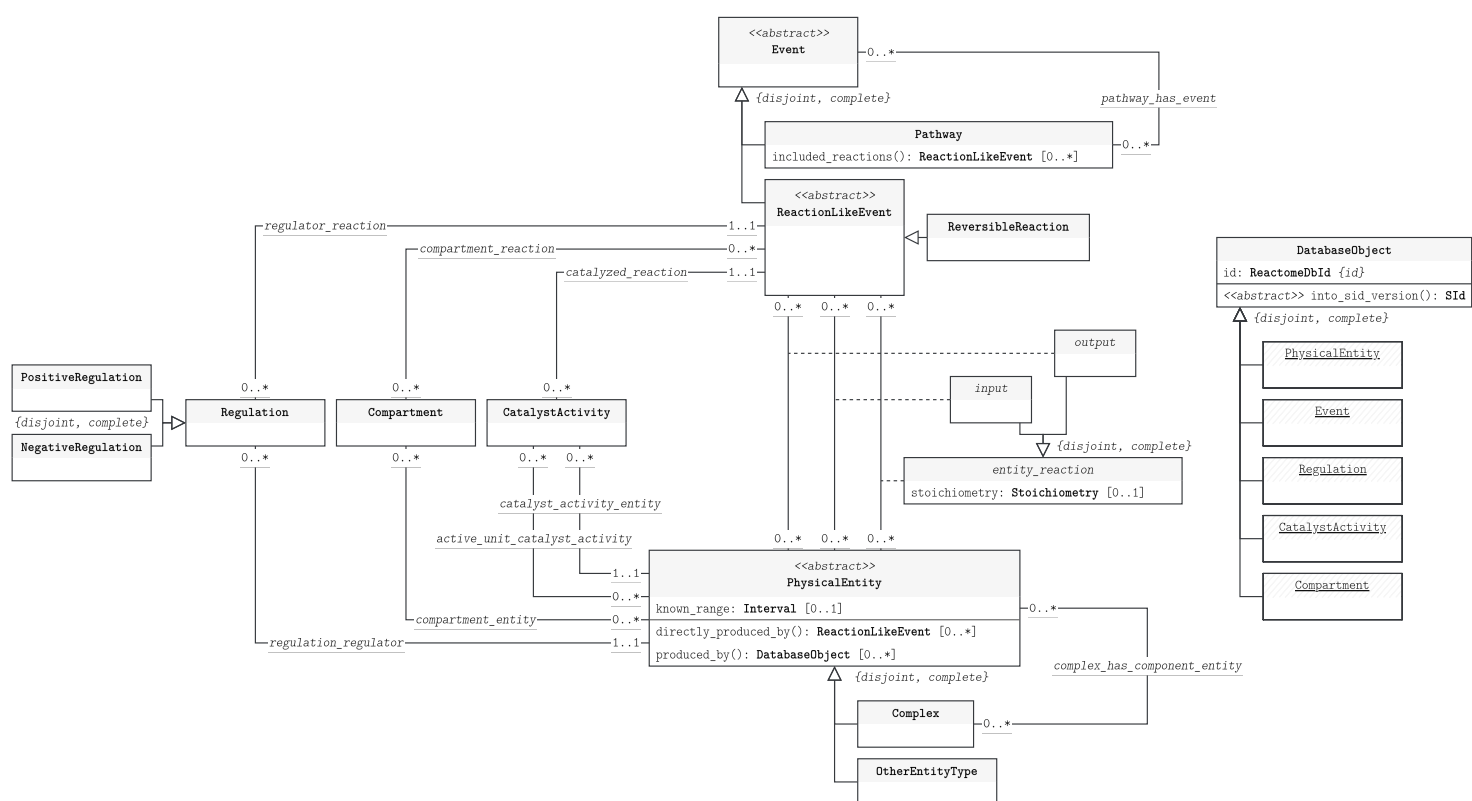 <<abstract>>
Event
0..*
{disjoint, complete}
pathway_has_event
Pathway
included_reactions(): ReactionLikeEvent [0..*]
0..*
<<abstract>>
ReactionLikeEvent
regulator_reaction
1..1
compartment_reaction
0..*
catalyzed_reaction
1..1
ReversibleReaction
DatabaseObject
id: ReactomeDbId {id}
<<abstract>> into_sid_version(): SId
{disjoint, complete}
PhysicalEntity
Event
Regulation
CatalystActivity
Compartment
0..*
0..*
0..*
output
input
{disjoint, complete}
entity_reaction
stoichiometry: Stoichiometry [0..1]
PositiveRegulation
{disjoint, complete}
NegativeRegulation
0..*
0..*
0..*
Regulation
Compartment
CatalystActivity
0..*
0..*
0..*
0..*
catalyst_activity_entity
active_unit_catalyst_activity
0..*
0..*
0..*
1..1
0..*
compartment_entity
0..*
regulation_regulator
1..1
<<abstract>>
PhysicalEntity
known_range: Interval [0..1]
directly_produced_by(): ReactionLikeEvent [0..*]
produced_by(): DatabaseObject [0..*]
0..*
complex_has_component_entity
{disjoint, complete}
Complex
0..*
OtherEntityType